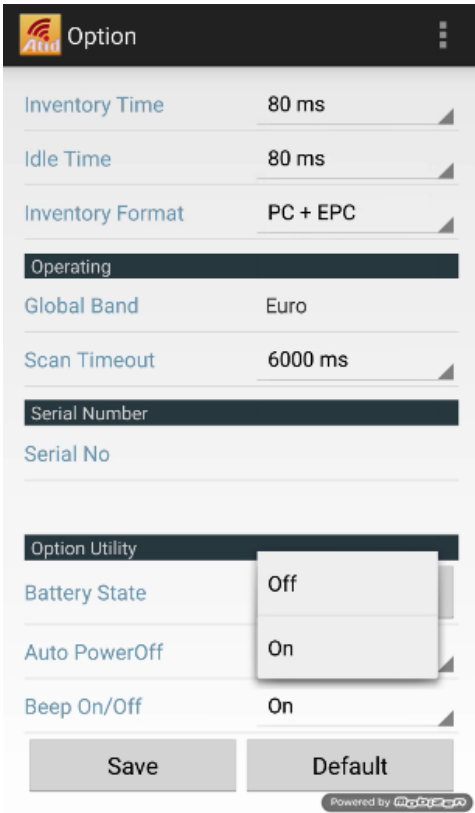 Atid Option
Inventory Time 80 ms
Idle Time 80 ms
Inventory Format PC + EPC
Operating
Global Band Euro
Scan Timeout 6000 ms
Serial Number
Serial No
Option Utility
Battery State Off
Auto PowerOff On
Beep On/Off On
Save Default
Powered by Mobizen